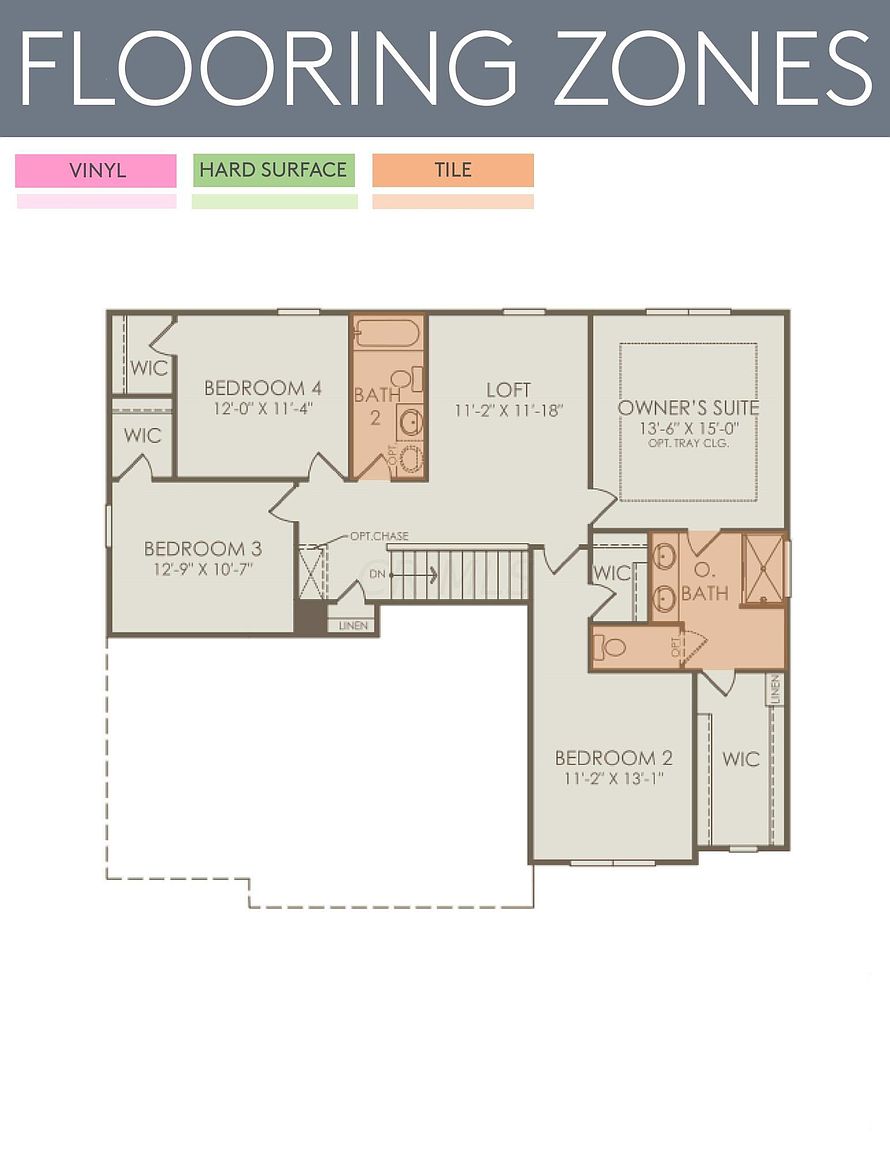 FLOORING ZONES
VINYL
HARD SURFACE
TILE
WIC
BEDROOM 4
12'-0" X 11'-4"
BATH
2
OPT.
LOFT
11'-2" X 11'-18"
OWNER'S SUITE
13'-6" X 15'-0"
OPT. TRAY CLG.
WIC
BEDROOM 3
12'-9" X 10'-7"
OPT.CHASE
DN
LINEN
WIC
O.
BATH
OPT.
LINEN
BEDROOM 2
11'-2" X 13'-1"
WIC